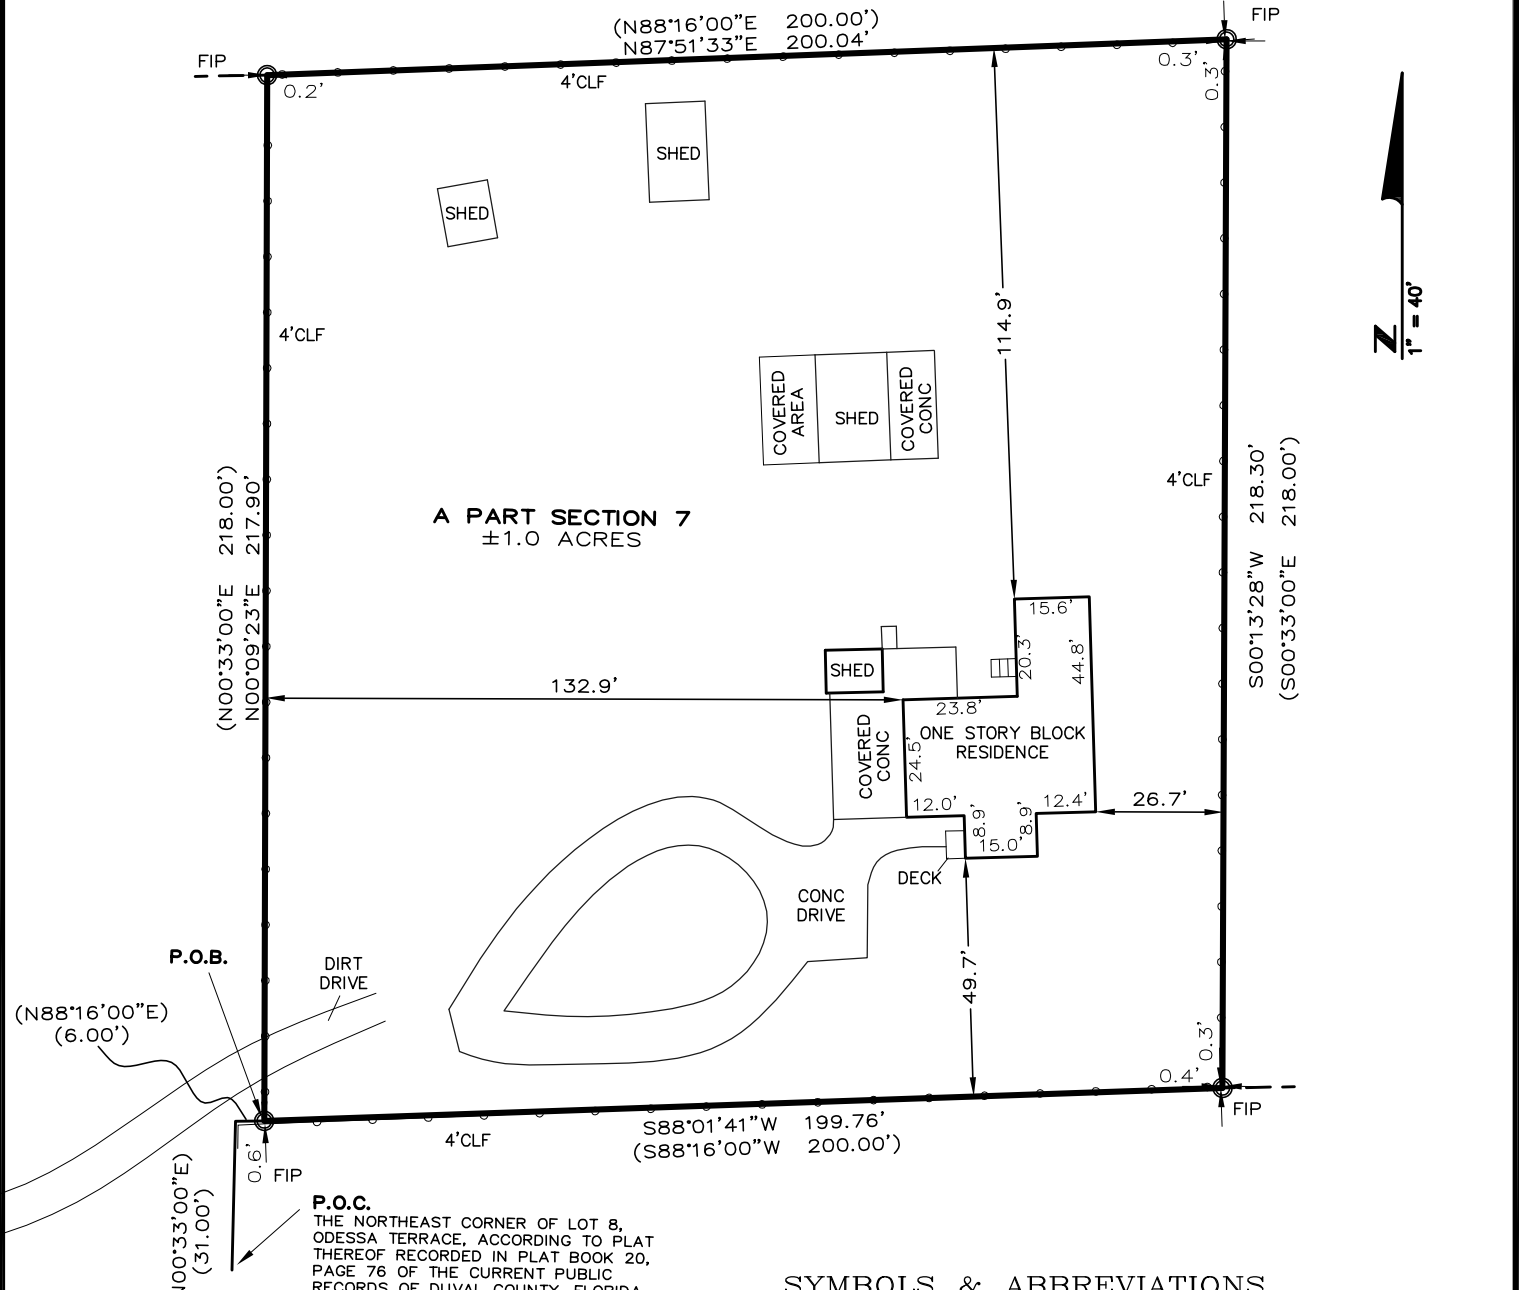 (N88°16'00"E 200.00')
N87°51'33"E 200.04'
FIP
FIP
0.2'
4'CLF
0.3'
0.3'
SHED
SHED
4'CLF
114.9'
1" = 40'
N
COVERED
AREA
SHED
COVERED
CONC
4'CLF
(N00°33'00"E 218.00')
N00°09'23"E 217.90'
S00°13'28"W 218.30'
(S00°33'00"E 218.00')
A PART SECTION 7
±1.0 ACRES
15.6'
20.3'
44.8'
SHED
132.9'
23.8'
ONE STORY BLOCK
RESIDENCE
COVERED
CONC
24.5'
12.0'
8.9'
8.9'
12.4'
26.7'
15.0'
DECK
CONC
DRIVE
49.7'
P.O.B.
DIRT
DRIVE
(N88°16'00"E)
(6.00')
0.3'
0.4'
FIP
S88°01'41"W 199.76'
(S88°16'00"W 200.00')
4'CLF
0.6'
FIP
N00°33'00"E)
(31.00')
P.O.C.
THE NORTHEAST CORNER OF LOT 8,
ODESSA TERRACE, ACCORDING TO PLAT
THEREOF RECORDED IN PLAT BOOK 20,
PAGE 76 OF THE CURRENT PUBLIC
RECORDS OF DUVAL COUNTY, FLORIDA
SYMBOLS & ABBREVIATIONS